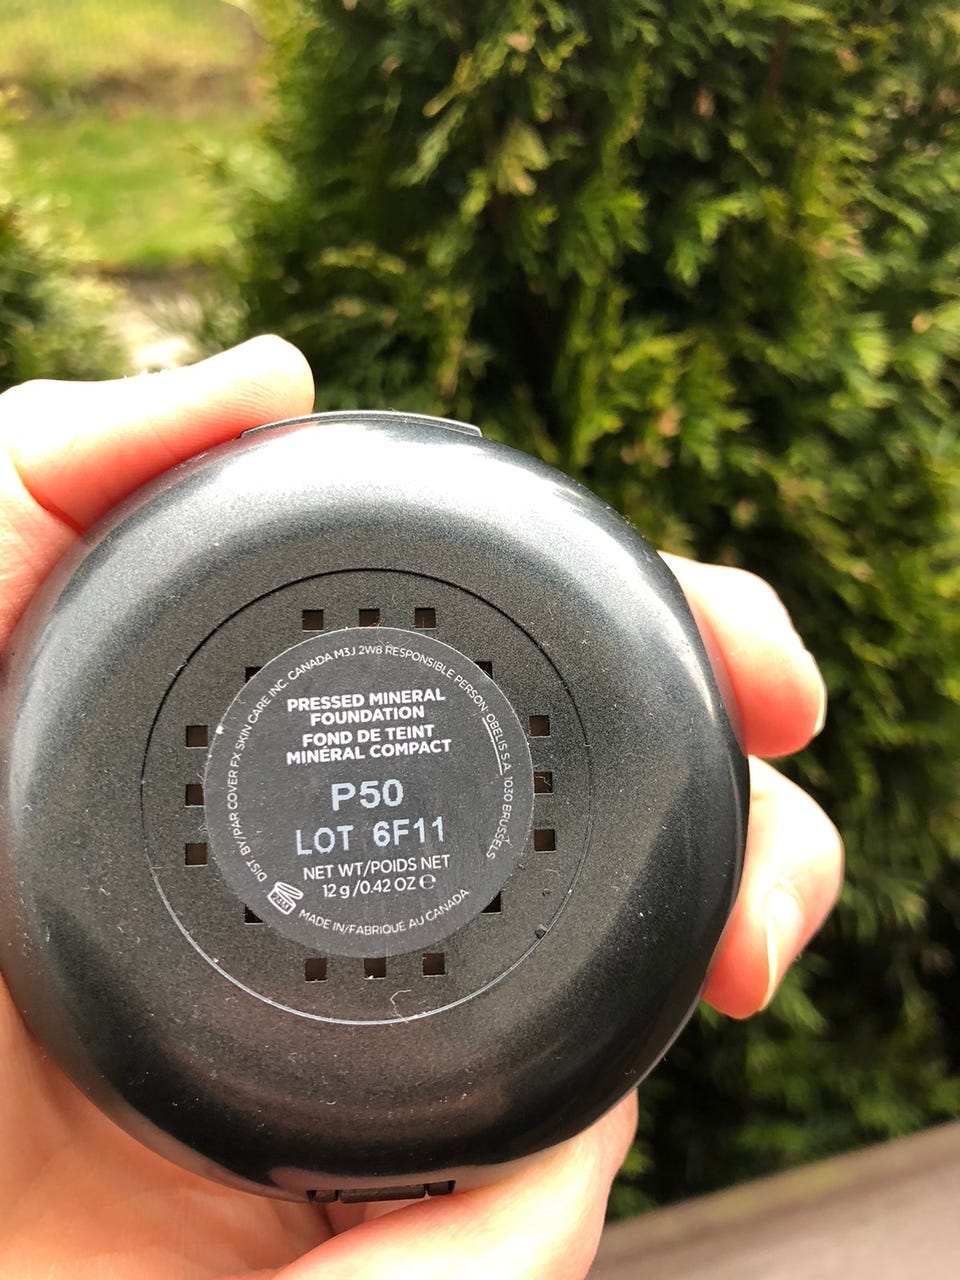 DIST BY/PAR COVER FX SKIN CARE INC. CANADA M3J 2W8 RESPONSIBLE PERSON: OBELIS S.A. 1030 BRUSSELS
PRESSED MINERAL
FOUNDATION
FOND DE TEINT
MINÉRAL COMPACT
P50
LOT 6F11
NET WT/POIDS NET
12 g/0.42 OZ ℮
MADE IN/FABRIQUE AU CANADA